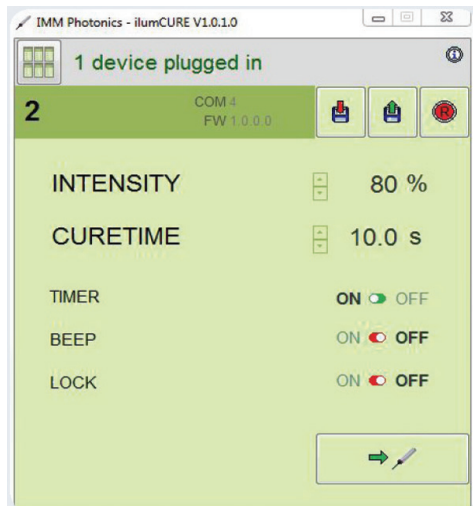 IMM Photonics - ilumCURE V1.0.1.0
1 device plugged in
2
COM 4
FW 1.0.0.0
R
INTENSITY 80 %
CURETIME 10.0 s
TIMER ON OFF
BEEP ON OFF
LOCK ON OFF